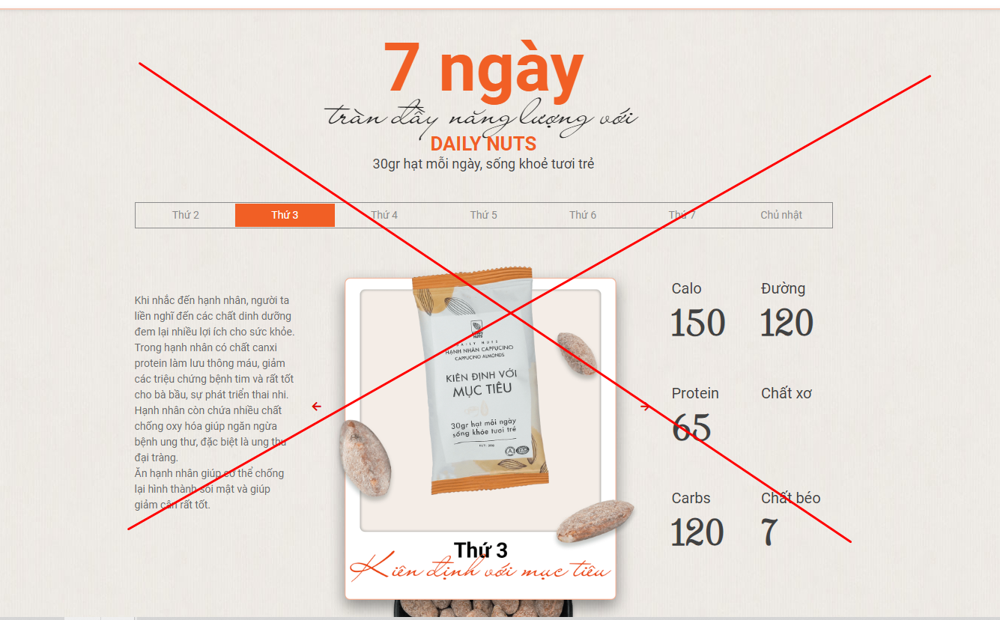 7 ngày
tràn đầy năng lượng với
DAILY NUTS
30gr hạt mỗi ngày, sống khoẻ tươi trẻ
Thứ 2
Thứ 3
Thứ 4
Thứ 5
Thứ 6
Thứ 7
Chủ nhật
Khi nhắc đến hạnh nhân, người ta
liền nghĩ đến các chất dinh dưỡng
đem lại nhiều lợi ích cho sức khỏe.
Trong hạnh nhân có chất canxi
protein làm lưu thông máu, giảm
các triệu chứng bệnh tim và rất tốt
cho bà bầu, sự phát triển thai nhi.
Hạnh nhân còn chứa nhiều chất
chống oxy hóa giúp ngăn ngừa
bệnh ung thư, đặc biệt là ung thư
đại tràng.
Ăn hạnh nhân giúp có thể chống
lại hình thành sỏi mật và giúp
giảm cân rất tốt.
DAILY NUTS
HẠNH NHÂN CAPPUCINO
CAPPUCINO ALMONDS
KIÊN ĐỊNH VỚI
MỤC TIÊU
30gr hạt mỗi ngày
sống khỏe tươi trẻ
Thứ 3
Kiên định với mục tiêu
Calo
Đường
150
120
Protein
Chất xơ
65
Carbs
Chất béo
120
7